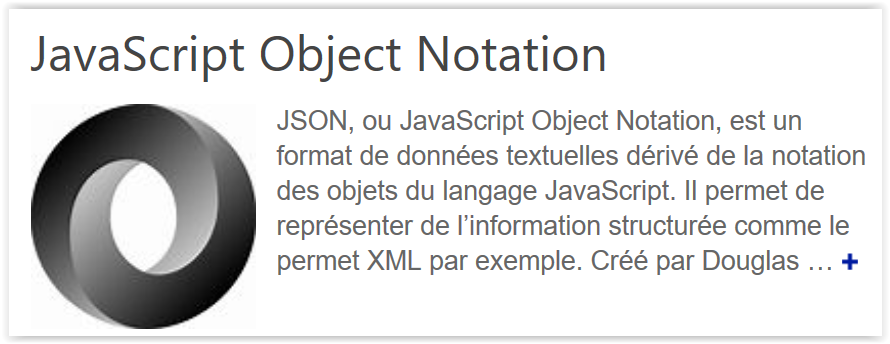 JavaScript Object Notation
JSON, ou JavaScript Object Notation, est un
format de données textuelles dérivé de la notation
des objets du langage JavaScript. Il permet de
représenter de l’information structurée comme le
permet XML par exemple. Créé par Douglas … +